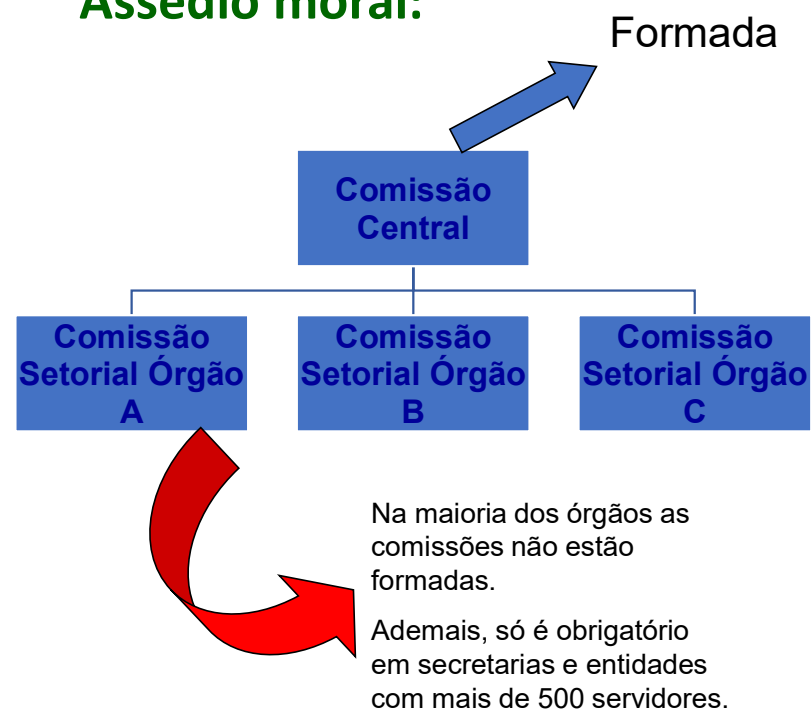 Assédio moral:
Formada
Comissão
Central
Comissão
Setorial Órgão
A
Comissão
Setorial Órgão
B
Comissão
Setorial Órgão
C
Na maioria dos órgãos as
comissões não estão
formadas.
Ademais, só é obrigatório
em secretarias e entidades
com mais de 500 servidores.